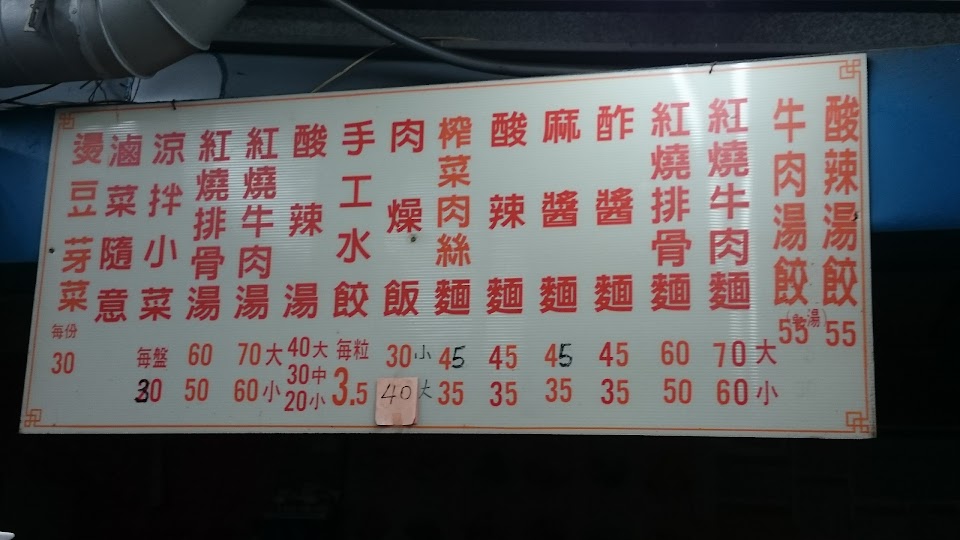 酸辣湯餃 55
牛肉湯餃 55
湯
紅燒牛肉麵 70大 60小
紅燒排骨麵 60 50
酢醬麵 45 35
麻醬麵 45 35
酸辣麵 45 35
榨菜肉絲麵 45 35
肉燥飯 30小 40大
手工水餃 每粒 3.5
酸辣湯 40大 30中 20小
紅燒牛肉湯 70大 60小
紅燒排骨湯 60 50
涼拌小菜 每盤 30
滷菜隨意
燙豆芽菜 每份 30